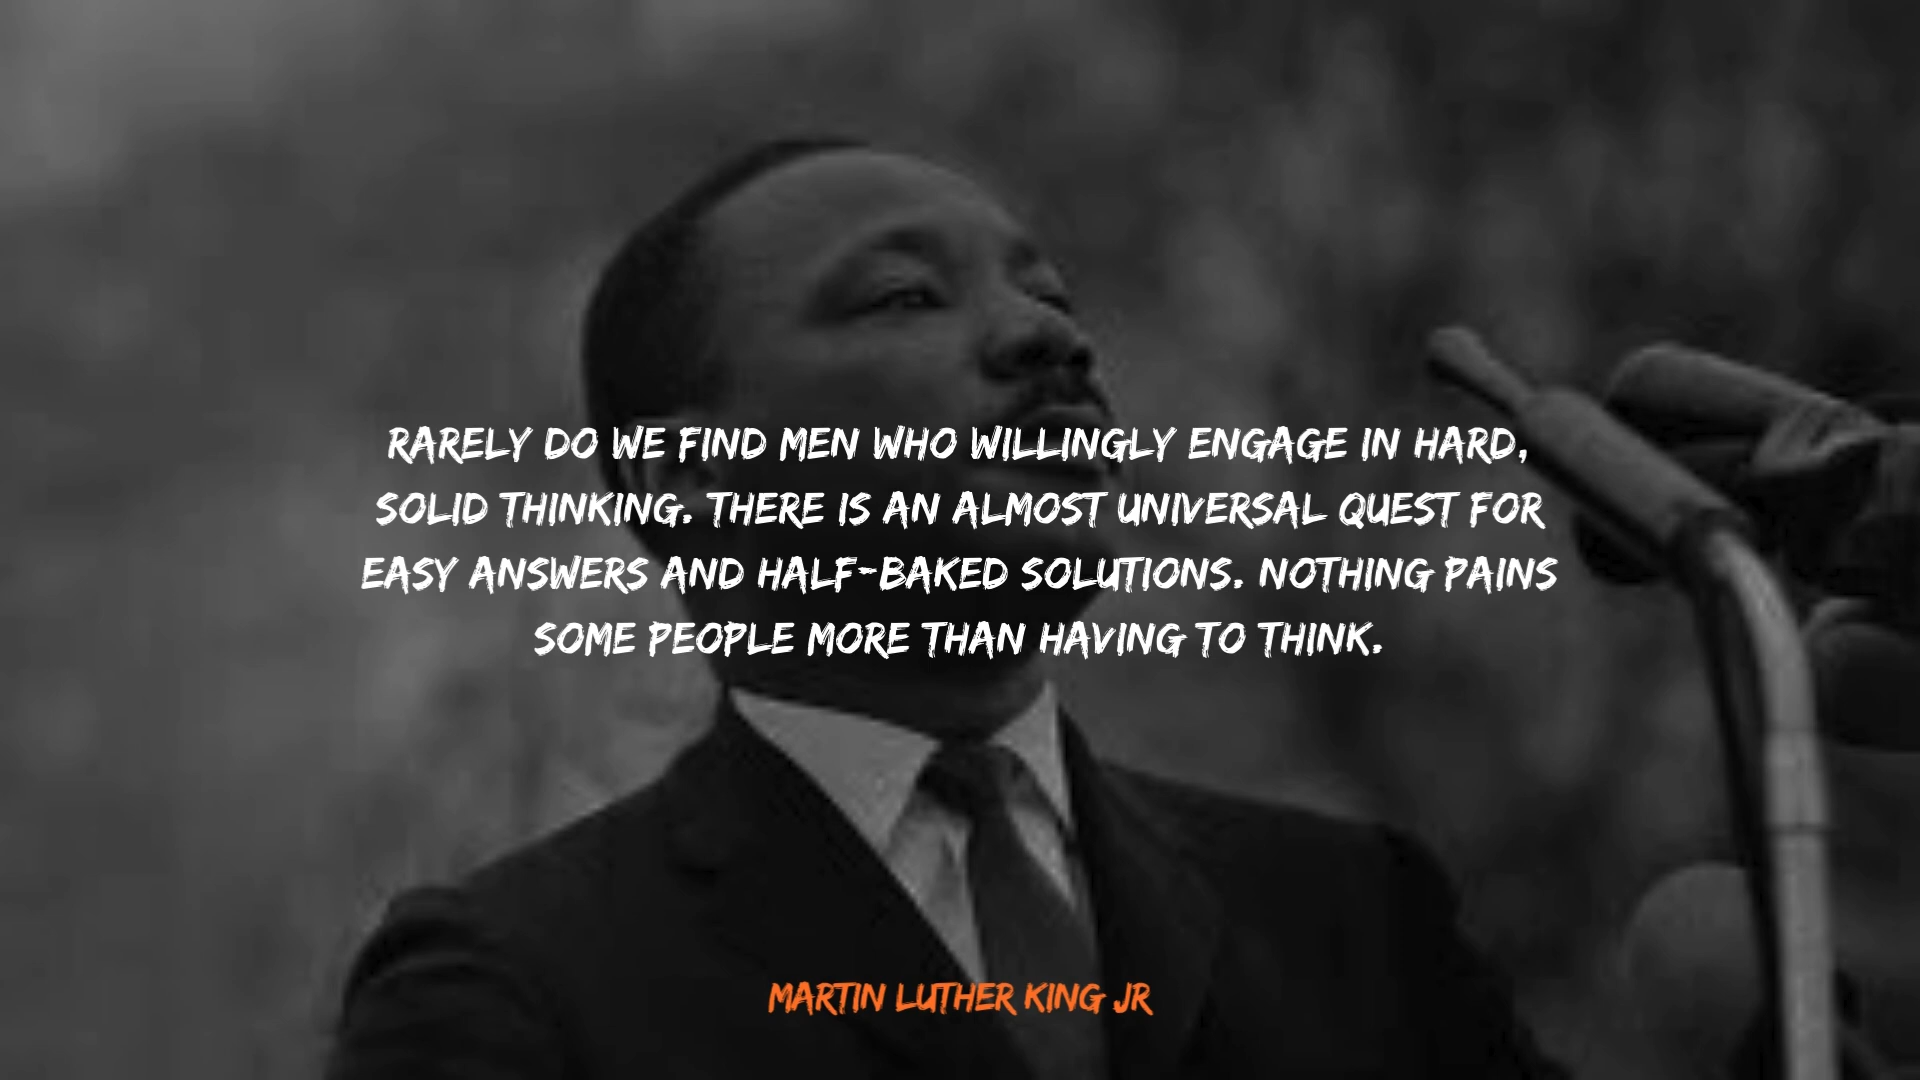 RARELY DO WE FIND MEN WHO WILLINGLY ENGAGE IN HARD,
SOLID THINKING. THERE IS AN ALMOST UNIVERSAL QUEST FOR
EASY ANSWERS AND HALF-BAKED SOLUTIONS. NOTHING PAINS
SOME PEOPLE MORE THAN HAVING TO THINK.
MARTIN LUTHER KING JR